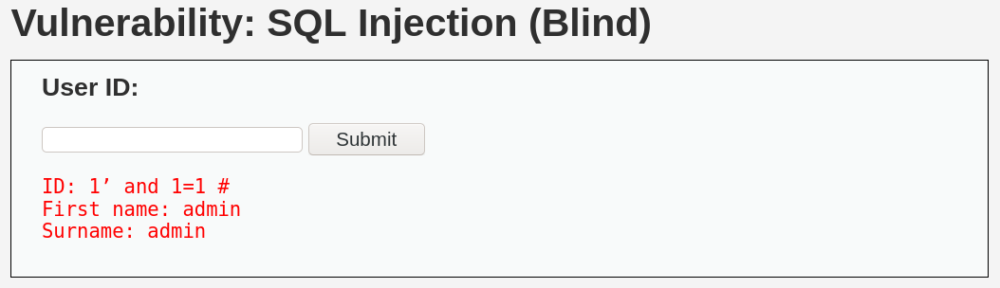 Vulnerability: SQL Injection (Blind)
User ID:
Submit
ID: 1’ and 1=1 #
First name: admin
Surname: admin